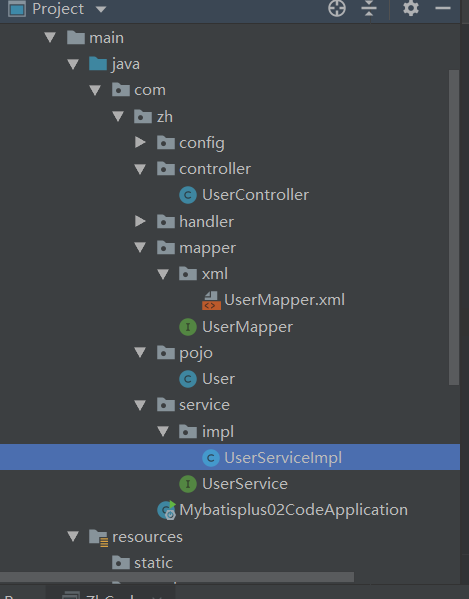 Project
main
java
com
zh
config
controller
UserController
handler
mapper
xml
UserMapper.xml
UserMapper
pojo
User
service
impl
UserServiceImpl
UserService
Mybatisplus02CodeApplication
resources
static